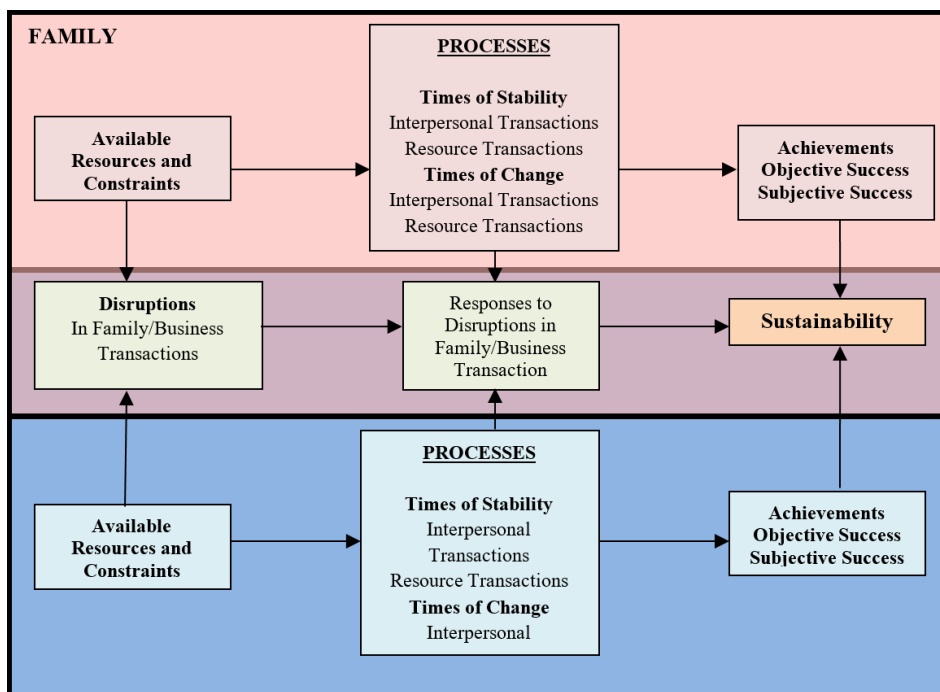 FAMILY
PROCESSES
Times of Stability
Interpersonal Transactions
Resource Transactions
Times of Change
Interpersonal Transactions
Resource Transactions
Available
Resources and
Constraints
Achievements
Objective Success
Subjective Success
Disruptions
In Family/Business
Transactions
Responses to
Disruptions in
Family/Business
Transaction
Sustainability
PROCESSES
Times of Stability
Interpersonal
Transactions
Resource Transactions
Times of Change
Interpersonal
Available
Resources and
Constraints
Achievements
Objective Success
Subjective Success